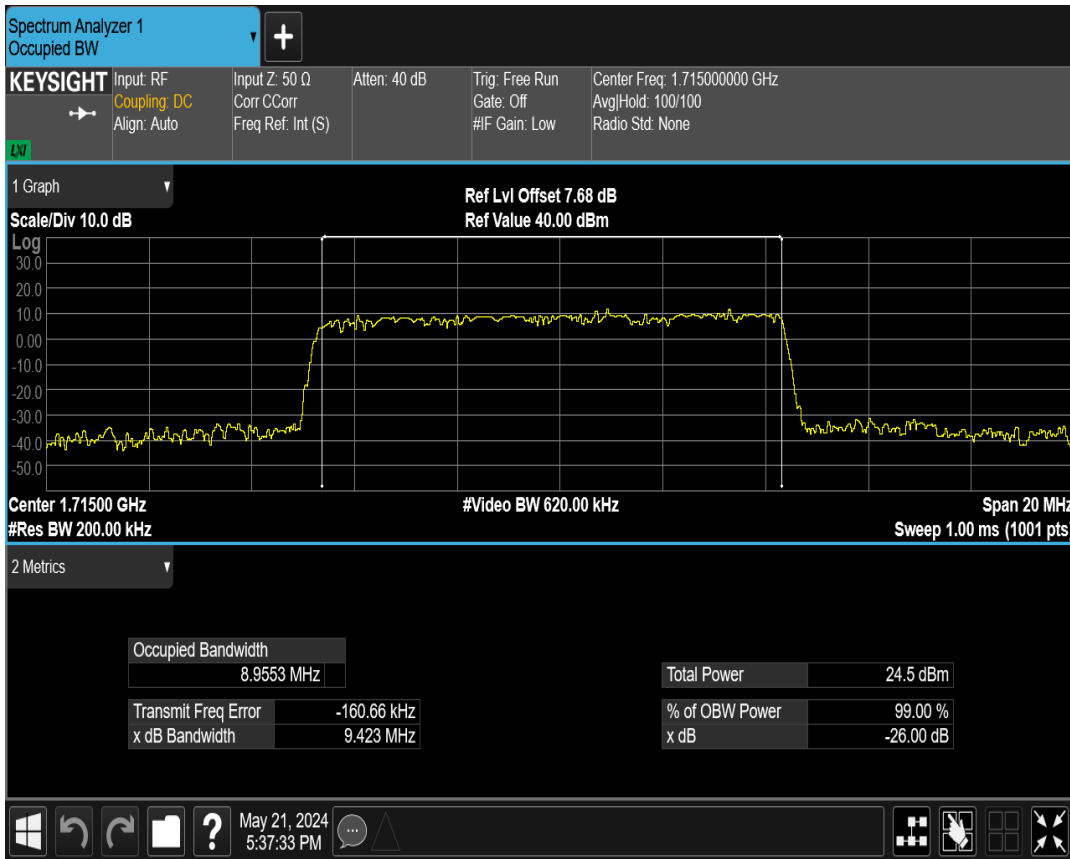 Spectrum Analyzer 1
Occupied BW
KEYSIGHT
LXI
Input: RF
Coupling: DC
Align: Auto
Input Z: 50 Ω
Corr CCorr
Freq Ref: Int (S)
Atten: 40 dB
Trig: Free Run
Gate: Off
#IF Gain: Low
Center Freq: 1.715000000 GHz
Avg|Hold: 100/100
Radio Std: None
1 Graph
Scale/Div 10.0 dB
Ref Lvl Offset 7.68 dB
Ref Value 40.00 dBm
Log
30.0
20.0
10.0
0.00
-10.0
-20.0
-30.0
-40.0
-50.0
Center 1.71500 GHz
#Video BW 620.00 kHz
Span 20 MHz
#Res BW 200.00 kHz
Sweep 1.00 ms (1001 pts)
2 Metrics
Occupied Bandwidth
8.9553 MHz
Total Power 24.5 dBm
Transmit Freq Error -160.66 kHz
% of OBW Power 99.00 %
x dB Bandwidth 9.423 MHz
x dB -26.00 dB
?
May 21, 2024
5:37:33 PM